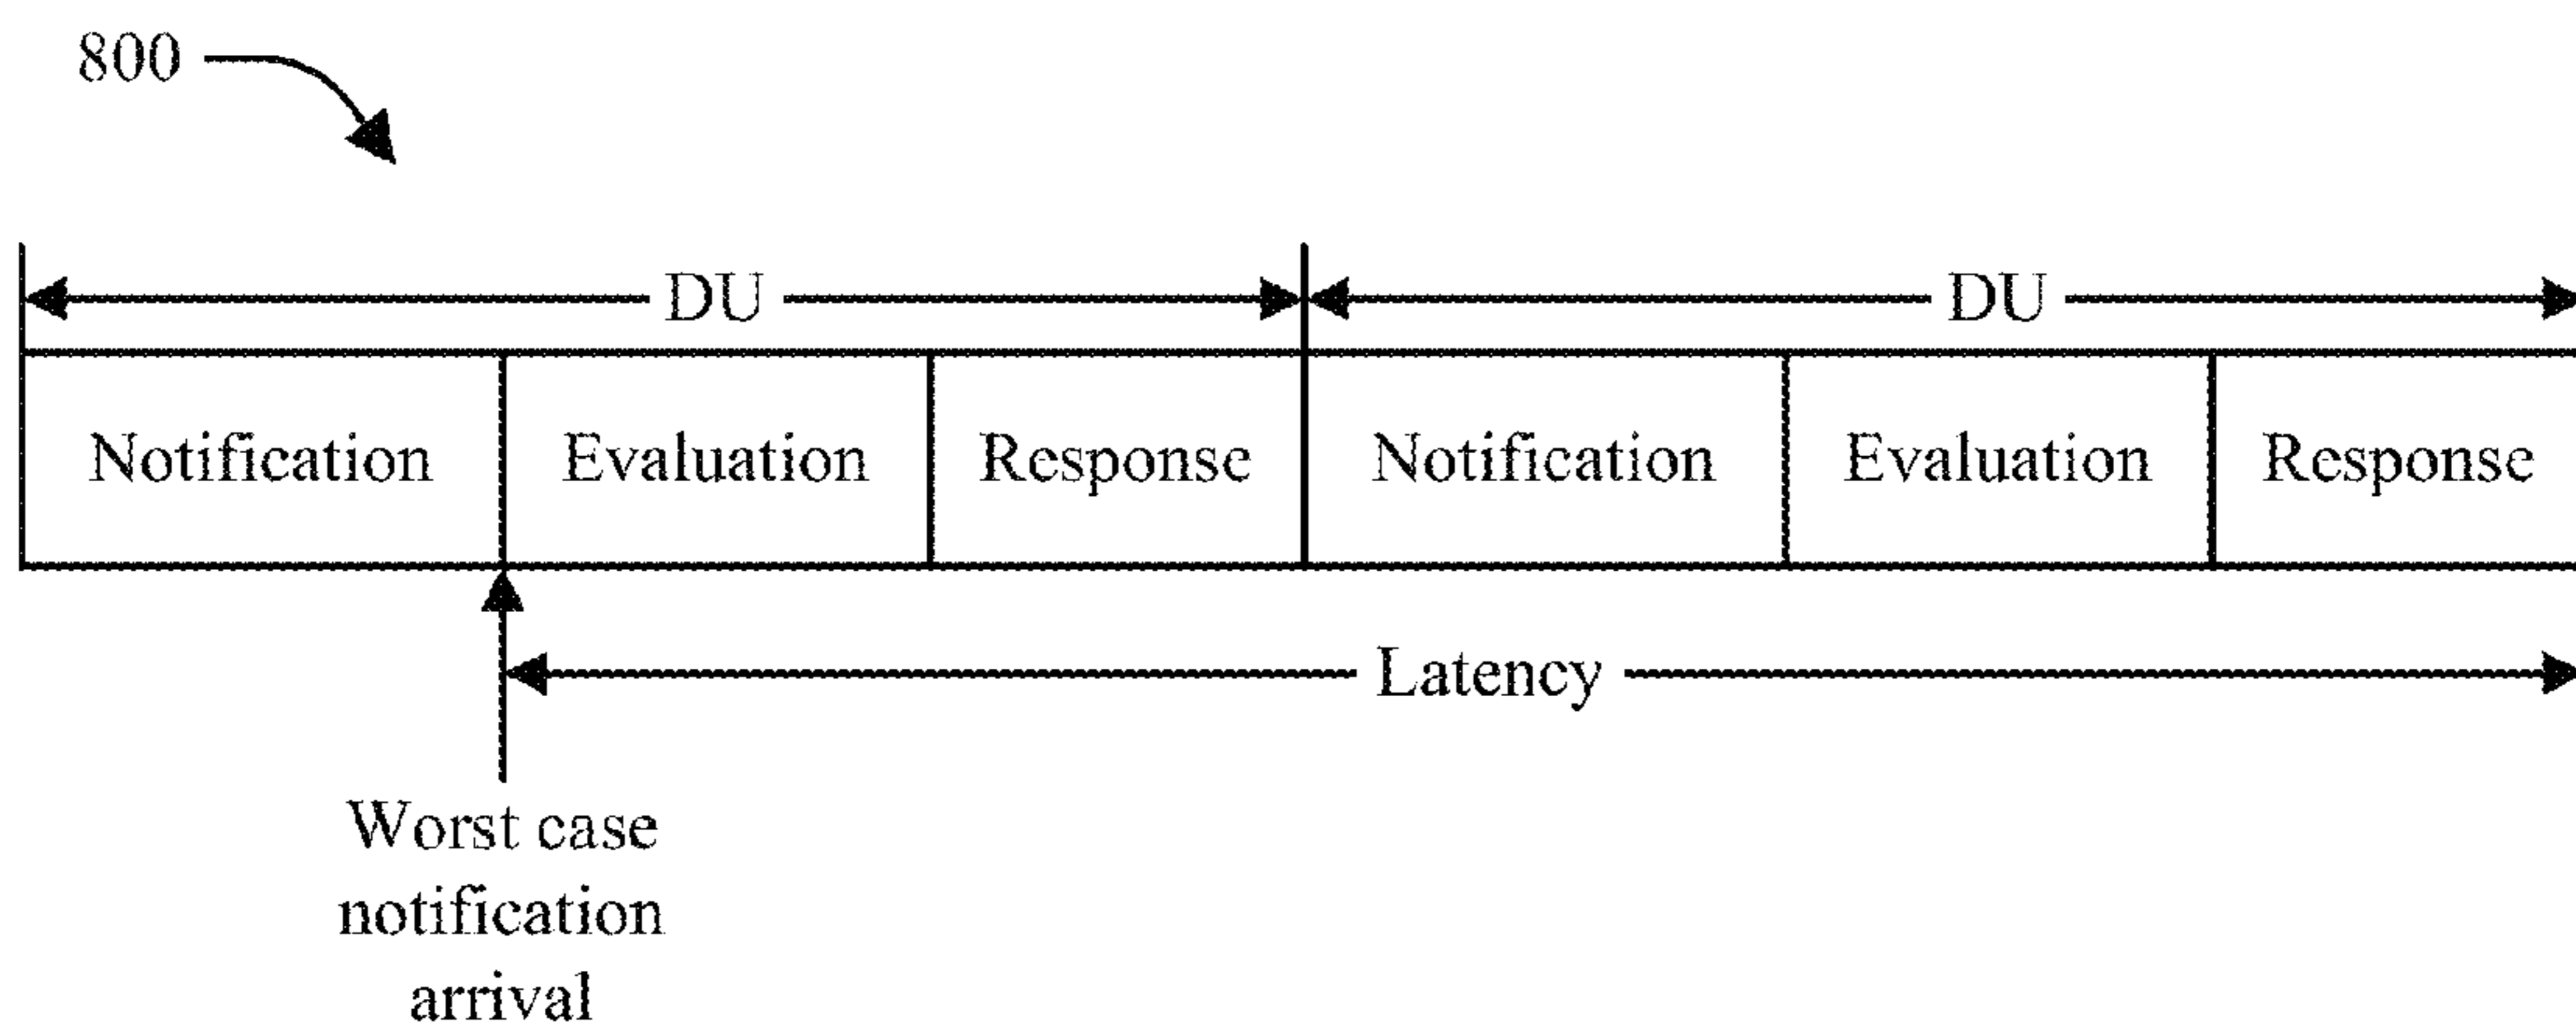 800
DU DU
Notification Evaluation Response Notification Evaluation Response
Latency
Worst case
notification
arrival